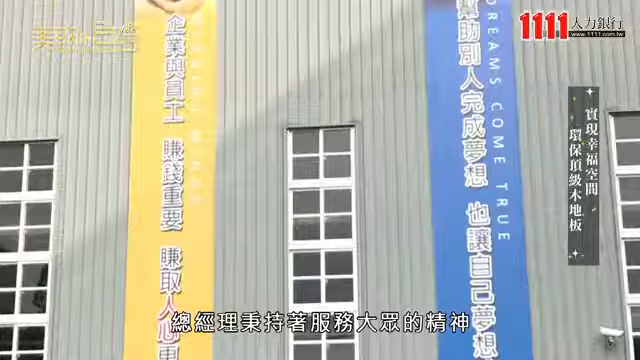 1111人力銀行
www.1111.com.tw
企業與員工 賺錢重要 賺取人心更
DREAMS COME TRUE
幫助別人完成夢想 也讓自己夢想
實現幸福空間
環保頂級木地板
總經理秉持著服務大眾的精神